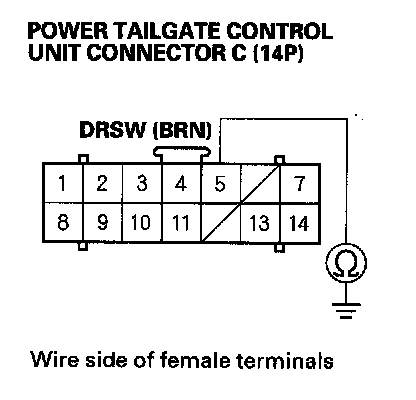 POWER TAILGATE CONTROL
UNIT CONNECTOR C (14P)
DRSW (BRN)
1 2 3 4 5 7
8 9 10 11 13 14
Ω
Wire side of female terminals